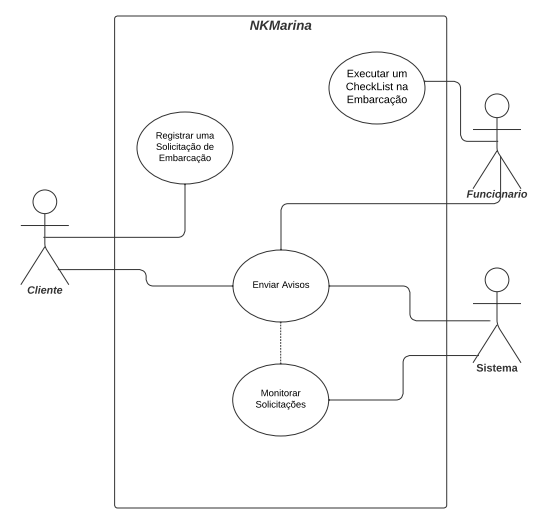 NKMarina
Executar um
CheckList na
Embarcação
Registrar uma
Solicitação de
Embarcação
Funcionario
Cliente
Enviar Avisos
Sistema
Monitorar
Solicitações